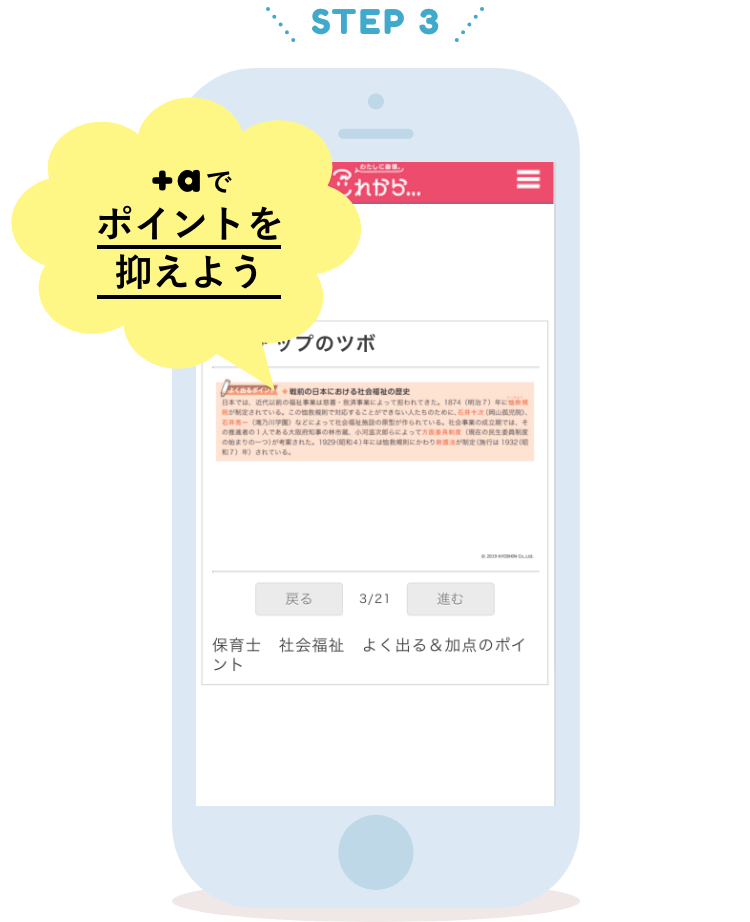 STEP 3
+αで
ポイントを
抑えよう
わたしに自信。
これから…
ップのツボ
よく出るポイント ●戦前の日本における社会福祉の歴史
日本では、近代以前の福祉事業は慈善・救済事業によって担われてきた。1874（明治７）年に恤救規
則が制定されている。この恤救規則で対応することができない人たちのために、石井十次（岡山孤児院）、
石井亮一（滝乃川学園）などによって社会福祉施設の原型が作られている。社会事業の成立期では、そ
の推進者の１人である大阪府知事の林市蔵、小河滋次郎らによって方面委員制度（現在の民生委員制度
の始まりの一つ）が考案された。1929（昭和４）年には恤救規則にかわり救護法が制定（施行は 1932（昭
和７）年）されている。
© 2019 KYOSHIN Co.,Ltd.
戻る 3/21 進む
保育士　社会福祉　よく出る＆加点のポイ
ント